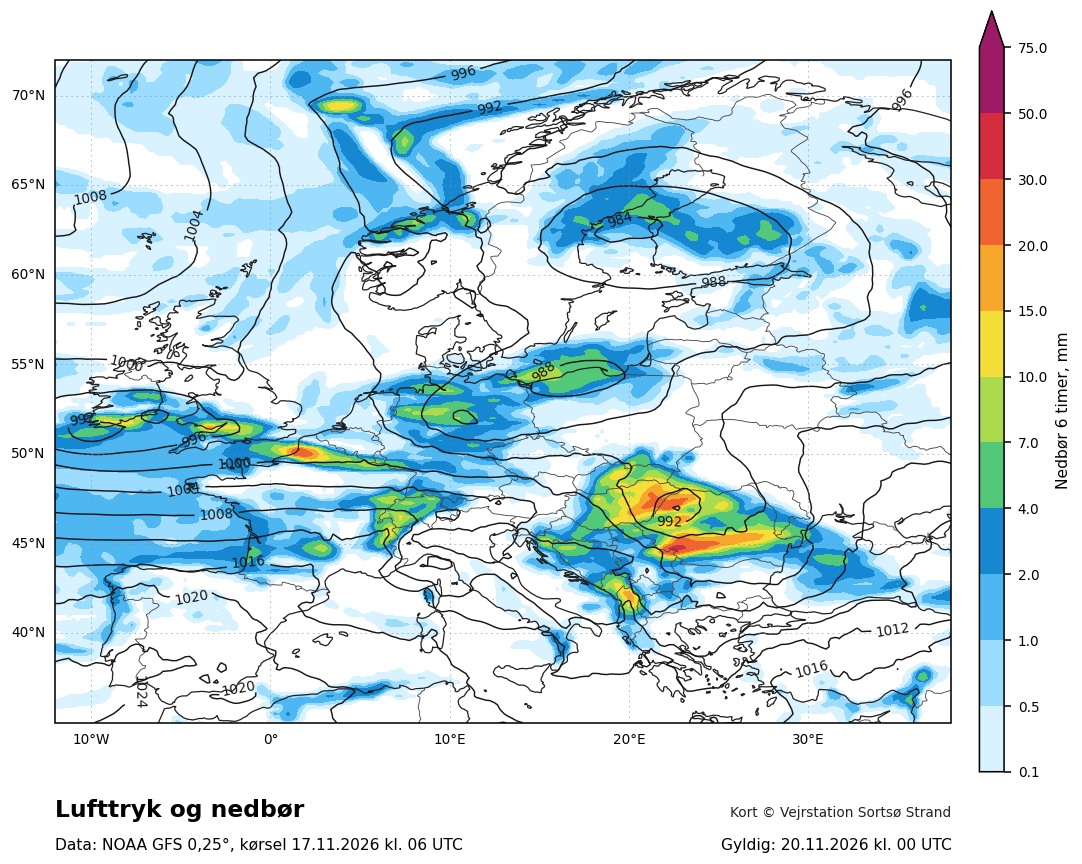 75.0
50.0
30.0
20.0
15.0
10.0
7.0
4.0
2.0
1.0
0.5
0.1
Nedbør 6 timer, mm
70°N
65°N
60°N
55°N
50°N
45°N
40°N
10°W
0°
10°E
20°E
30°E
996
992
996
1008
1004
984
988
1000
988
992
996
1000
1004
1008
992
1016
1020
1012
1016
1020
1024
Lufttryk og nedbør
Kort © Vejrstation Sortsø Strand
Data: NOAA GFS 0,25°, kørsel 17.11.2026 kl. 06 UTC
Gyldig: 20.11.2026 kl. 00 UTC